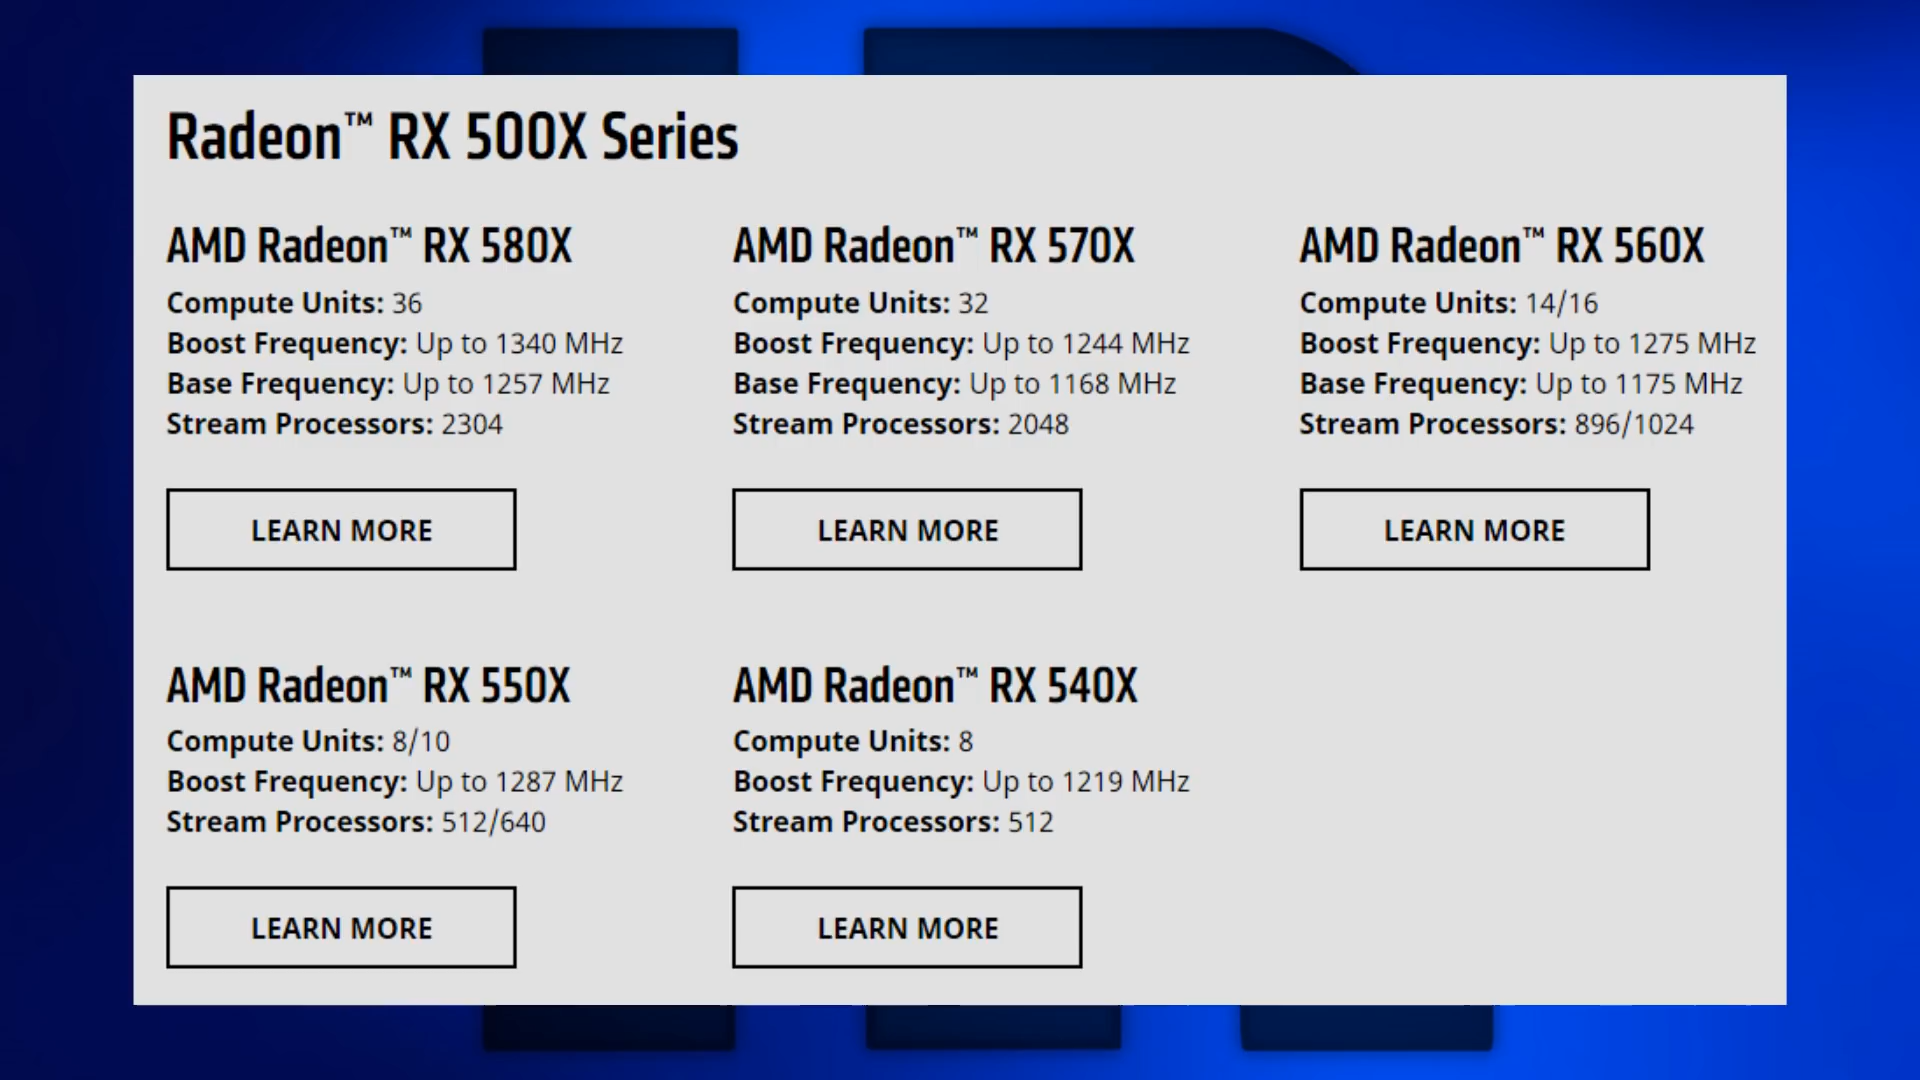 Radeon™ RX 500X Series
AMD Radeon™ RX 580X
Compute Units: 36
Boost Frequency: Up to 1340 MHz
Base Frequency: Up to 1257 MHz
Stream Processors: 2304
LEARN MORE
AMD Radeon™ RX 570X
Compute Units: 32
Boost Frequency: Up to 1244 MHz
Base Frequency: Up to 1168 MHz
Stream Processors: 2048
LEARN MORE
AMD Radeon™ RX 560X
Compute Units: 14/16
Boost Frequency: Up to 1275 MHz
Base Frequency: Up to 1175 MHz
Stream Processors: 896/1024
LEARN MORE
AMD Radeon™ RX 550X
Compute Units: 8/10
Boost Frequency: Up to 1287 MHz
Stream Processors: 512/640
LEARN MORE
AMD Radeon™ RX 540X
Compute Units: 8
Boost Frequency: Up to 1219 MHz
Stream Processors: 512
LEARN MORE